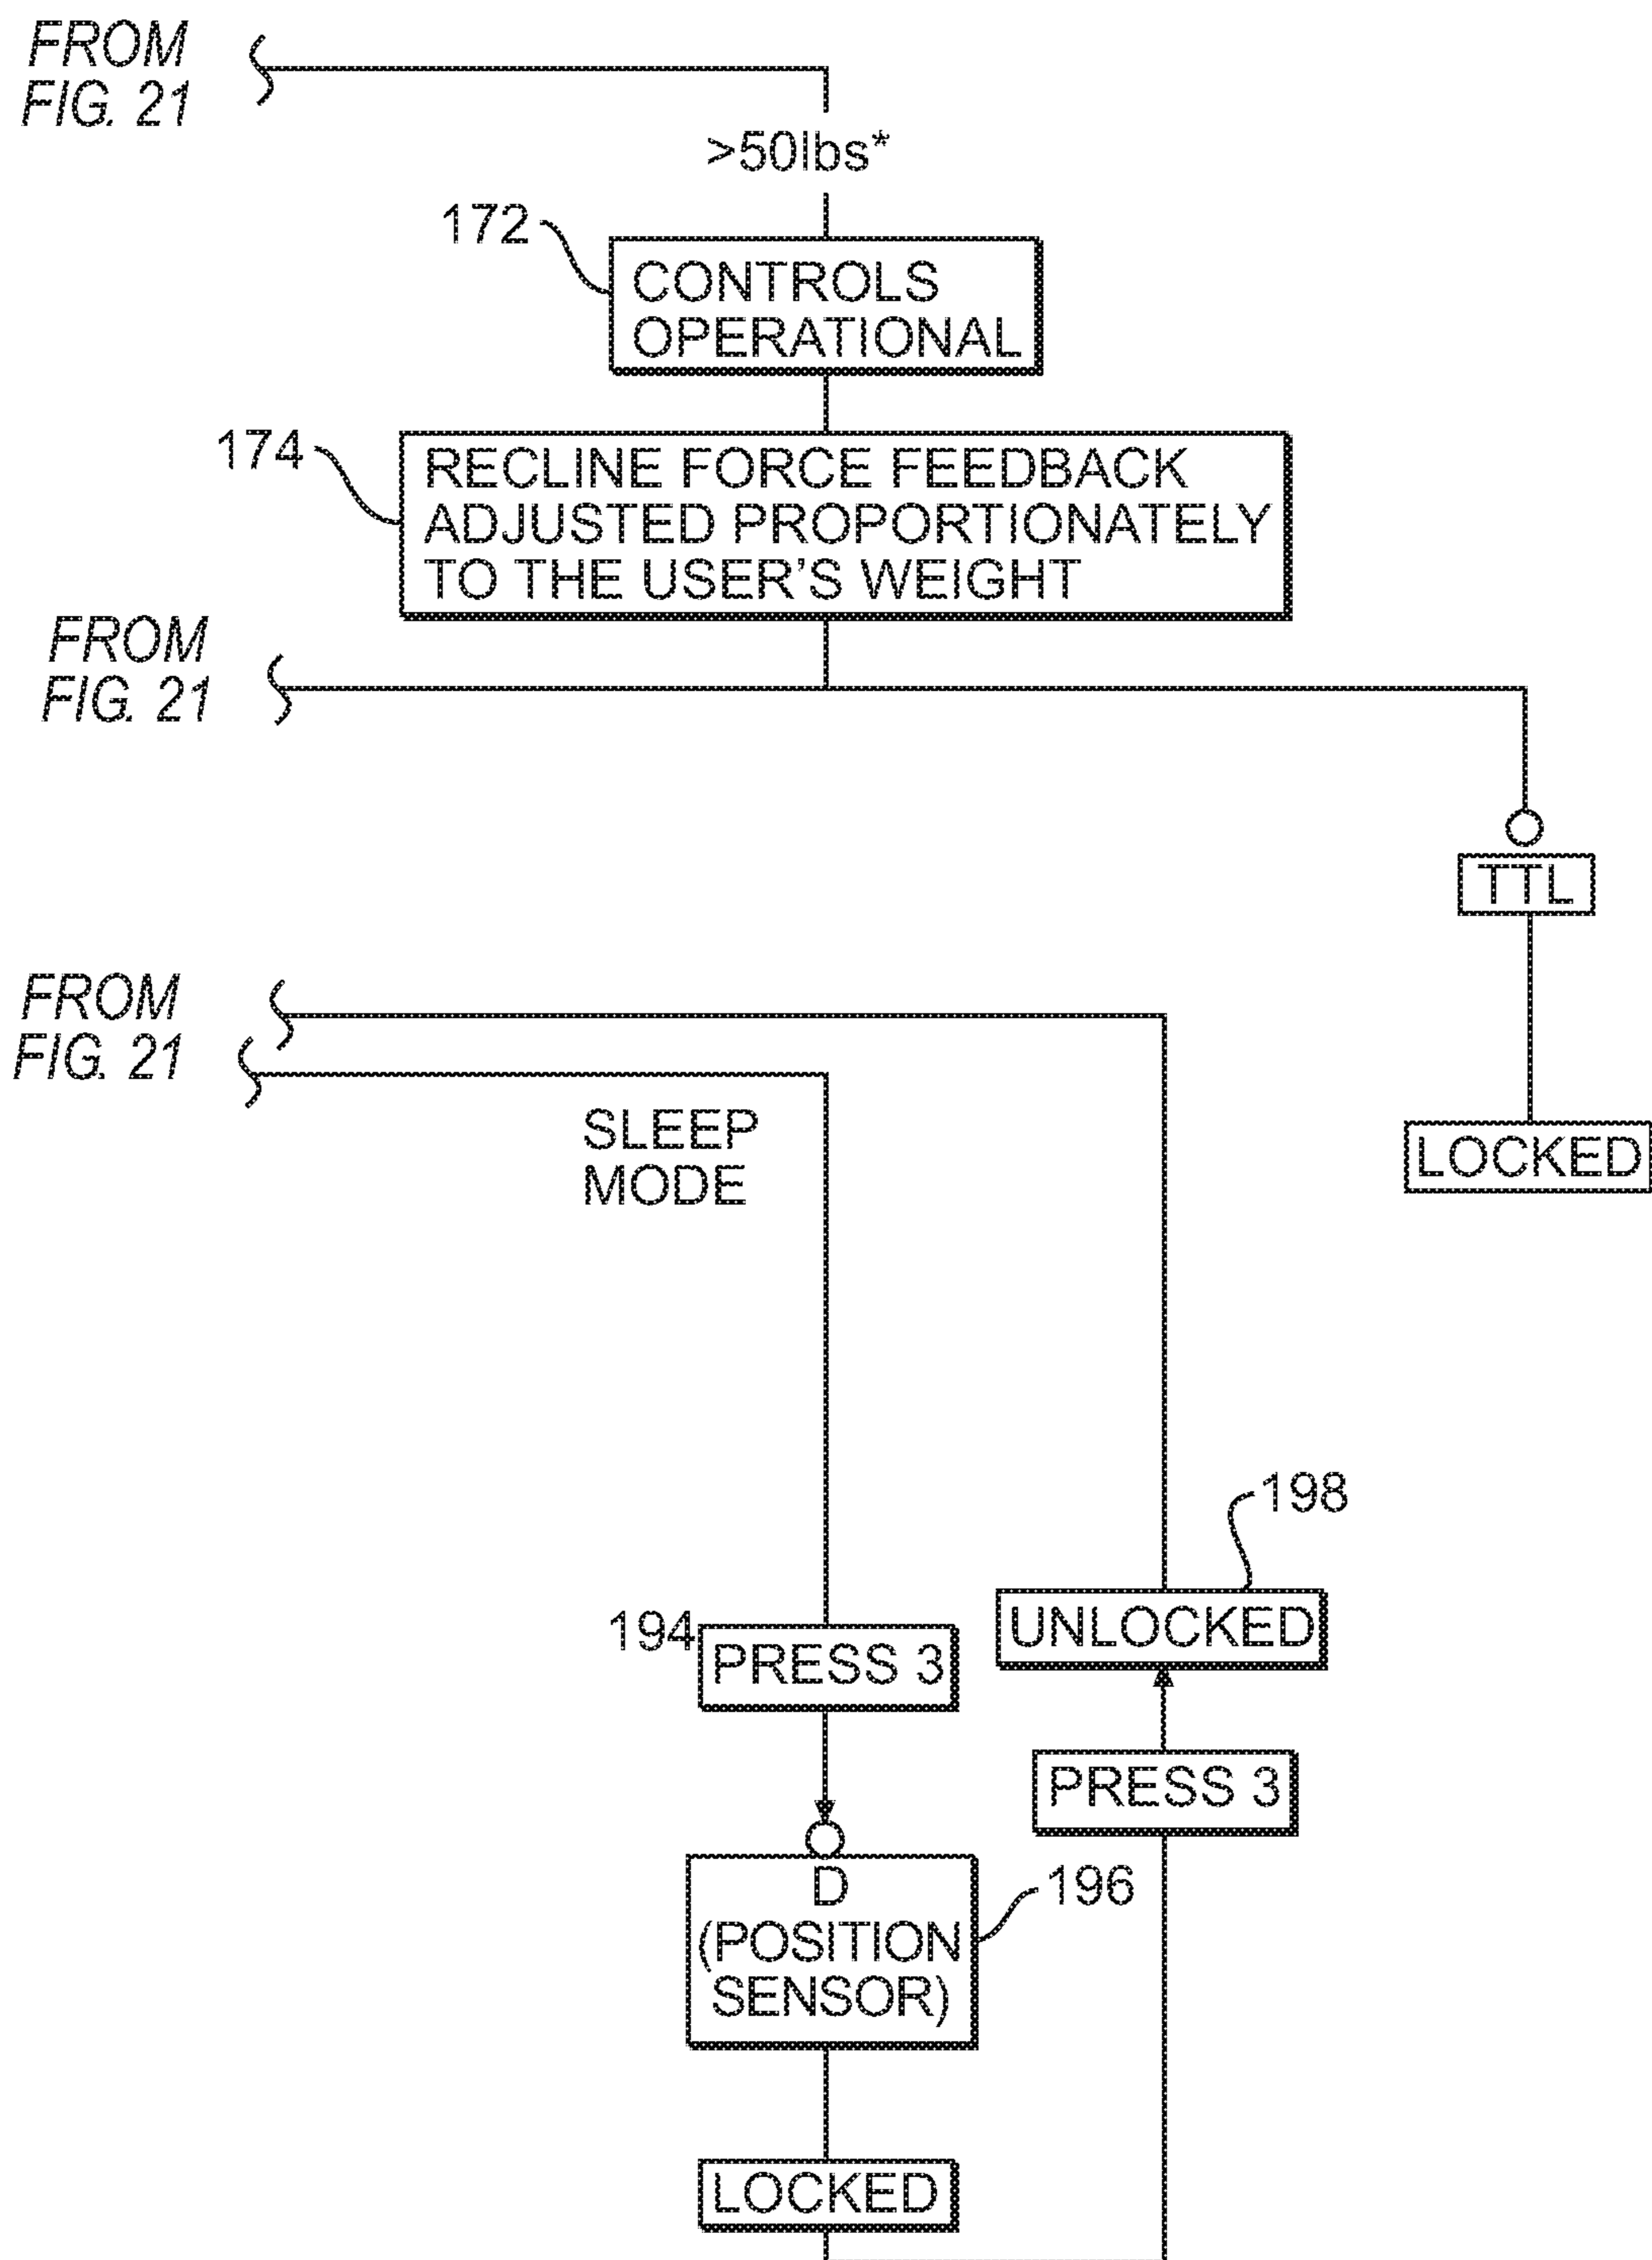 FROM
FIG. 21
>50lbs*
172
CONTROLS
OPERATIONAL
174
RECLINE FORCE FEEDBACK
ADJUSTED PROPORTIONATELY
TO THE USER'S WEIGHT
FROM
FIG. 21
TTL
FROM
FIG. 21
SLEEP
MODE
LOCKED
198
194
UNLOCKED
PRESS 3
PRESS 3
D
196
(POSITION
SENSOR)
LOCKED